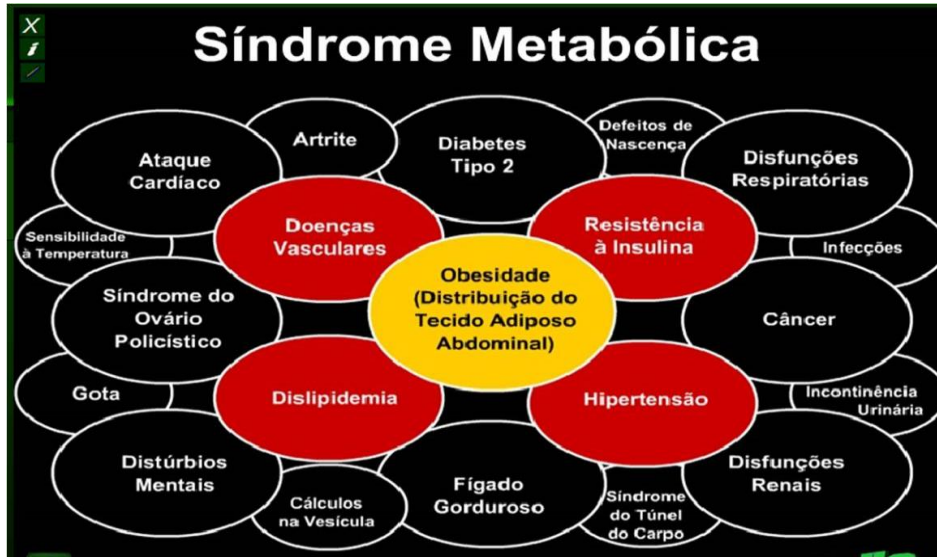 Síndrome Metabólica
Ataque
Cardíaco
Artrite
Diabetes
Tipo 2
Defeitos de
Nascença
Disfunções
Respiratórias
Doenças
Vasculares
Resistência
à Insulina
Sensibilidade
à Temperatura
Infecções
Obesidade
(Distribuição do
Tecido Adiposo
Abdominal)
Síndrome do
Ovário
Policístico
Câncer
Gota
Dislipidemia
Hipertensão
Incontinência
Urinária
Distúrbios
Mentais
Cálculos
na Vesícula
Fígado
Gorduroso
Síndrome
do Túnel
do Carpo
Disfunções
Renais